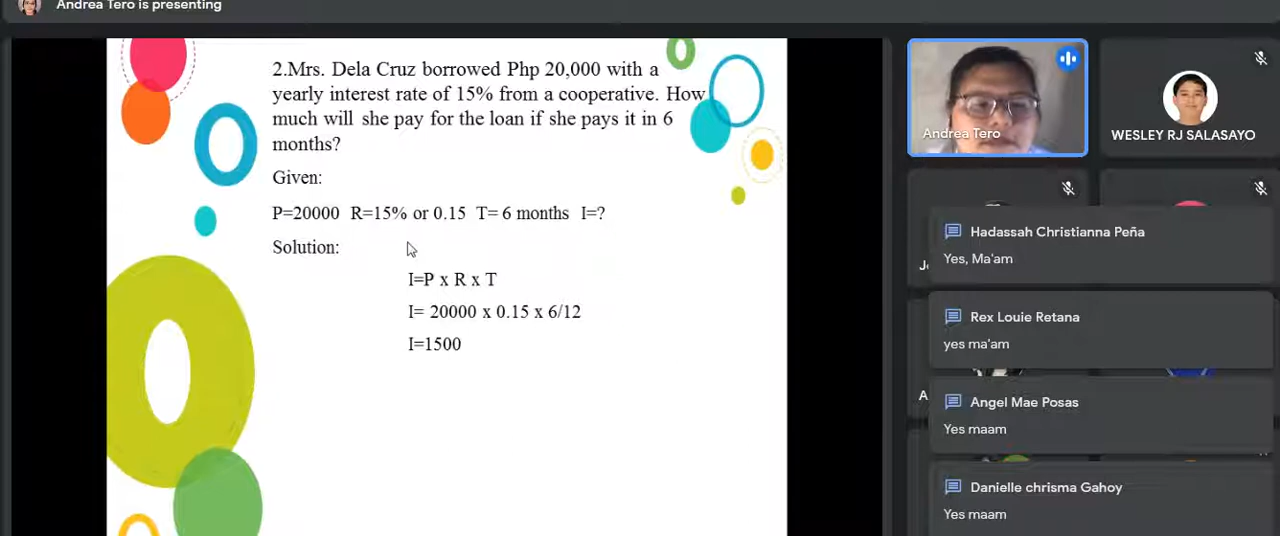 Andrea Tero is presenting
2.Mrs. Dela Cruz borrowed Php 20,000 with a
yearly interest rate of 15% from a cooperative. How
much will she pay for the loan if she pays it in 6
months?
Given:
P=20000 R=15% or 0.15 T= 6 months I=?
Solution:
I=P x R x T
I= 20000 x 0.15 x 6/12
I=1500
Andrea Tero
WESLEY RJ SALASAYO
Hadassah Christianna Peña
Yes, Ma'am
Rex Louie Retana
yes ma'am
Angel Mae Posas
Yes maam
Danielle chrisma Gahoy
Yes maam